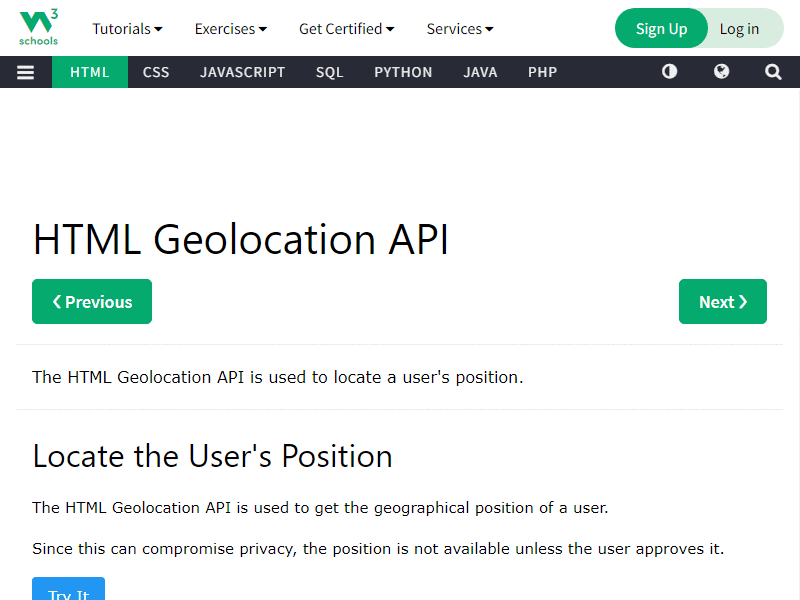 3
schools
Tutorials Exercises Get Certified Services Sign Up Log in
HTML CSS JAVASCRIPT SQL PYTHON JAVA PHP
HTML Geolocation API
❮ Previous Next ❯
The HTML Geolocation API is used to locate a user's position.
Locate the User's Position
The HTML Geolocation API is used to get the geographical position of a user.
Since this can compromise privacy, the position is not available unless the user approves it.
Try It